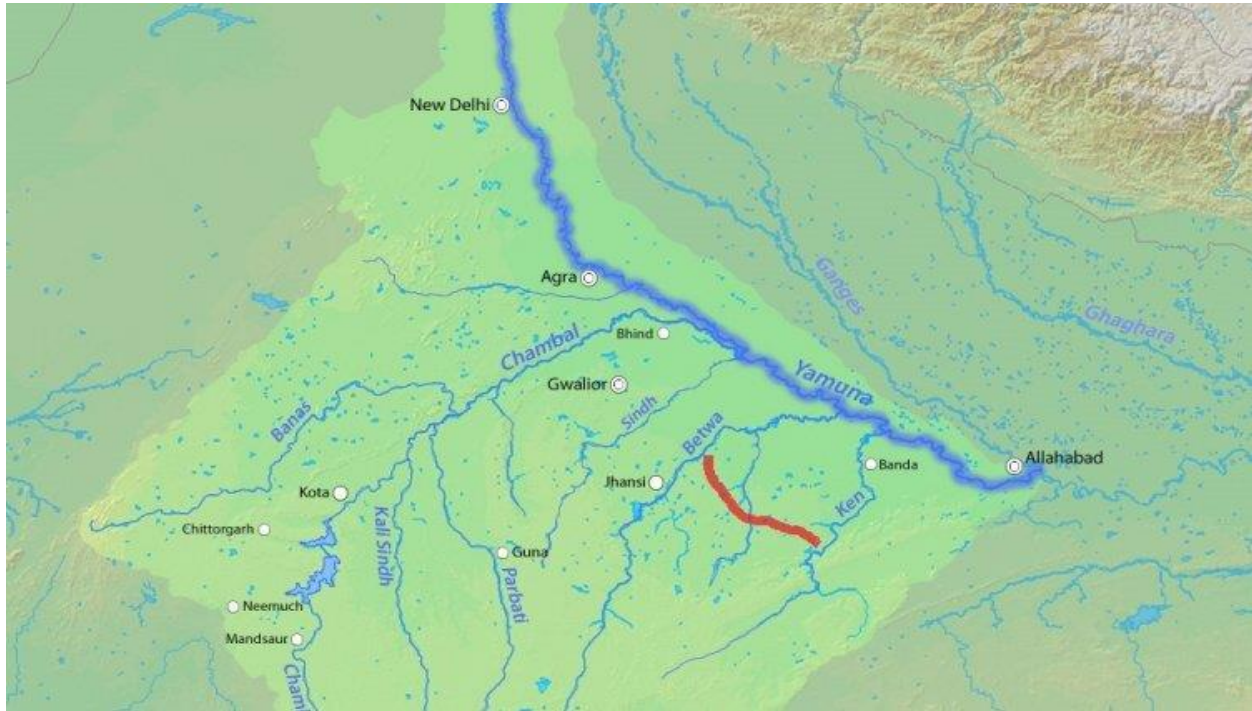 New Delhi
Agra
Ganges
Ghaghara
Bhind
Chambal
Yamuna
Gwalior
Banas
Sindh
Betwa
Banda
Allahabad
Jhansi
Kota
Ken
Chittorgarh
Kali Sindh
Guna
Parbati
Neemuch
Mandsaur
Cham